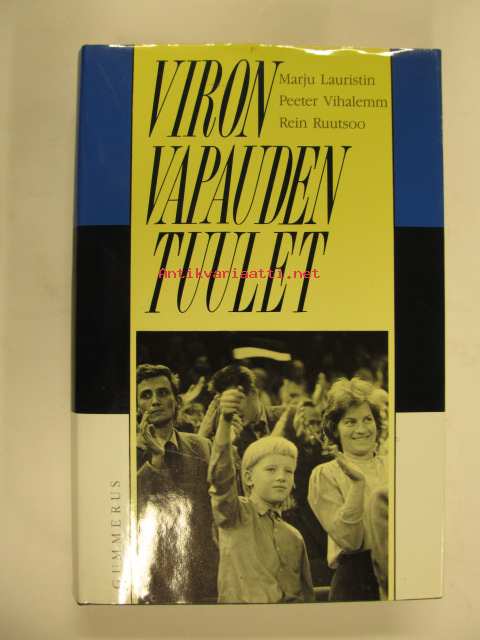 VIRON
VAPAUDEN
TUULET
Marju Lauristin
Peeter Vihalemm
Rein Ruutsoo
Antikvariaatti.net
GUMMERUS